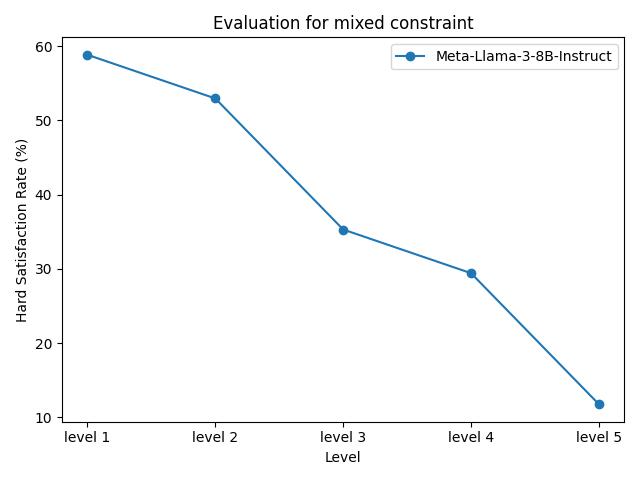 Evaluation for mixed constraint
Meta-Llama-3-8B-Instruct
Hard Satisfaction Rate (%)
60
50
40
30
20
10
level 1 level 2 level 3 level 4 level 5
Level